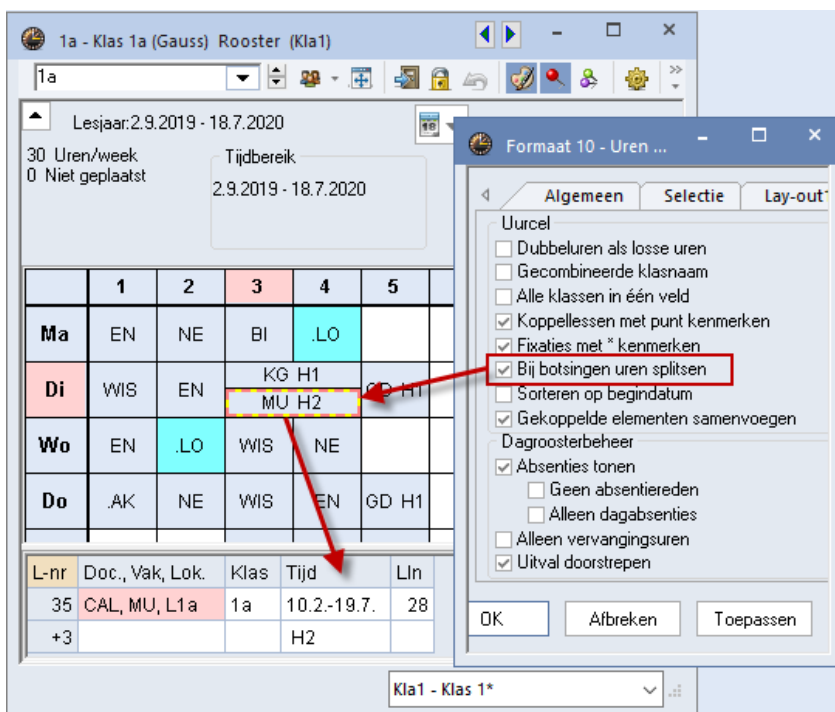 1a - Klas 1a (Gauss) Rooster (Kla1)
1a
Lesjaar:2.9.2019 - 18.7.2020
18
30 Uren/week
0 Niet geplaatst
Tijdbereik
2.9.2019 - 18.7.2020
1 2 3 4 5
Ma EN NE BI .LO
Di WIS EN KG H1
MU H2
Wo EN .LO WIS NE
Do .AK NE WIS EN GD H1
L-nr Doc., Vak, Lok. Klas Tijd Lln
35 CAL, MU, L1a 1a 10.2.-19.7. 28
+3 H2
Kla1 - Klas 1*
Formaat 10 - Uren ...
Algemeen Selectie Lay-out1
Uurcel
Dubbeluren als losse uren
Gecombineerde klasnaam
Alle klassen in één veld
Koppellessen met punt kenmerken
Fixaties met * kenmerken
Bij botsingen uren splitsen
Sorteren op begindatum
Gekoppelde elementen samenvoegen
Dagroosterbeheer
Absenties tonen
Geen absentiereden
Alleen dagabsenties
Alleen vervangingsuren
Uitval doorstrepen
OK Afbreken Toepassen